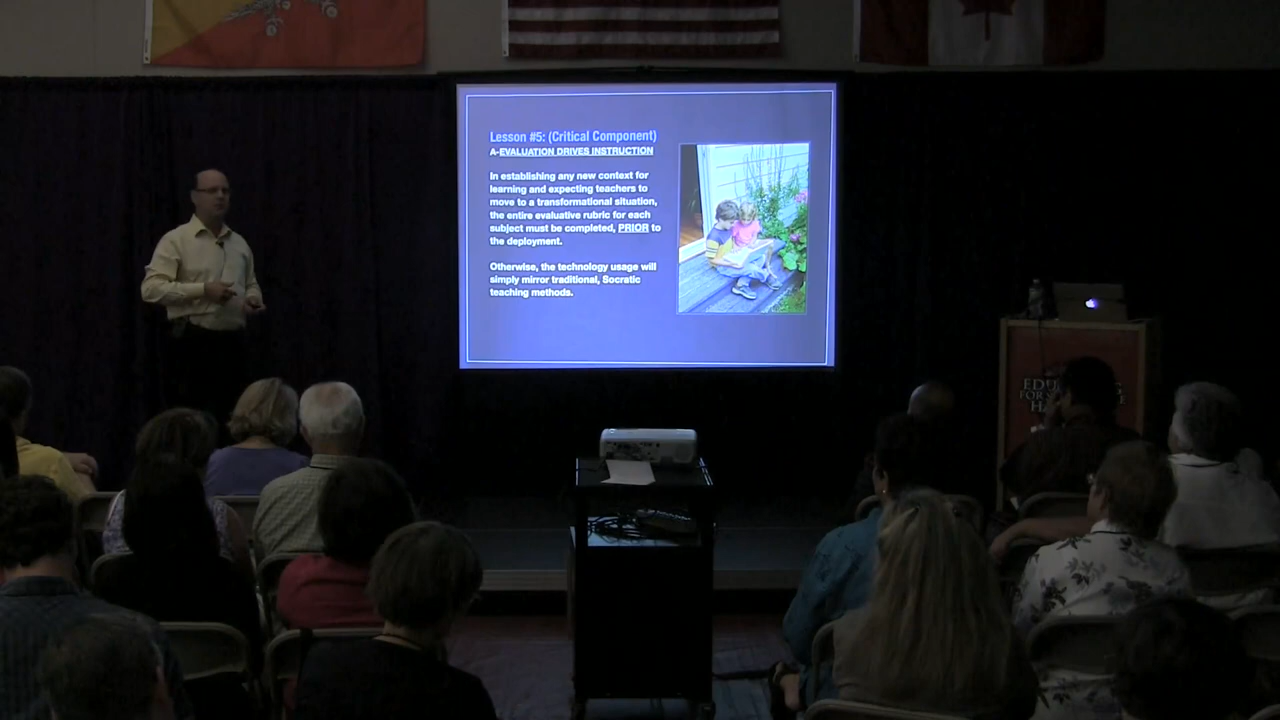 Lesson #5: (Critical Component)
A-EVALUATION DRIVES INSTRUCTION
In establishing any new context for
learning and expecting teachers to
move to a transformational situation,
the entire evaluative rubric for each
subject must be completed, PRIOR to
the deployment.
Otherwise, the technology usage will
simply mirror traditional, Socratic
teaching methods.